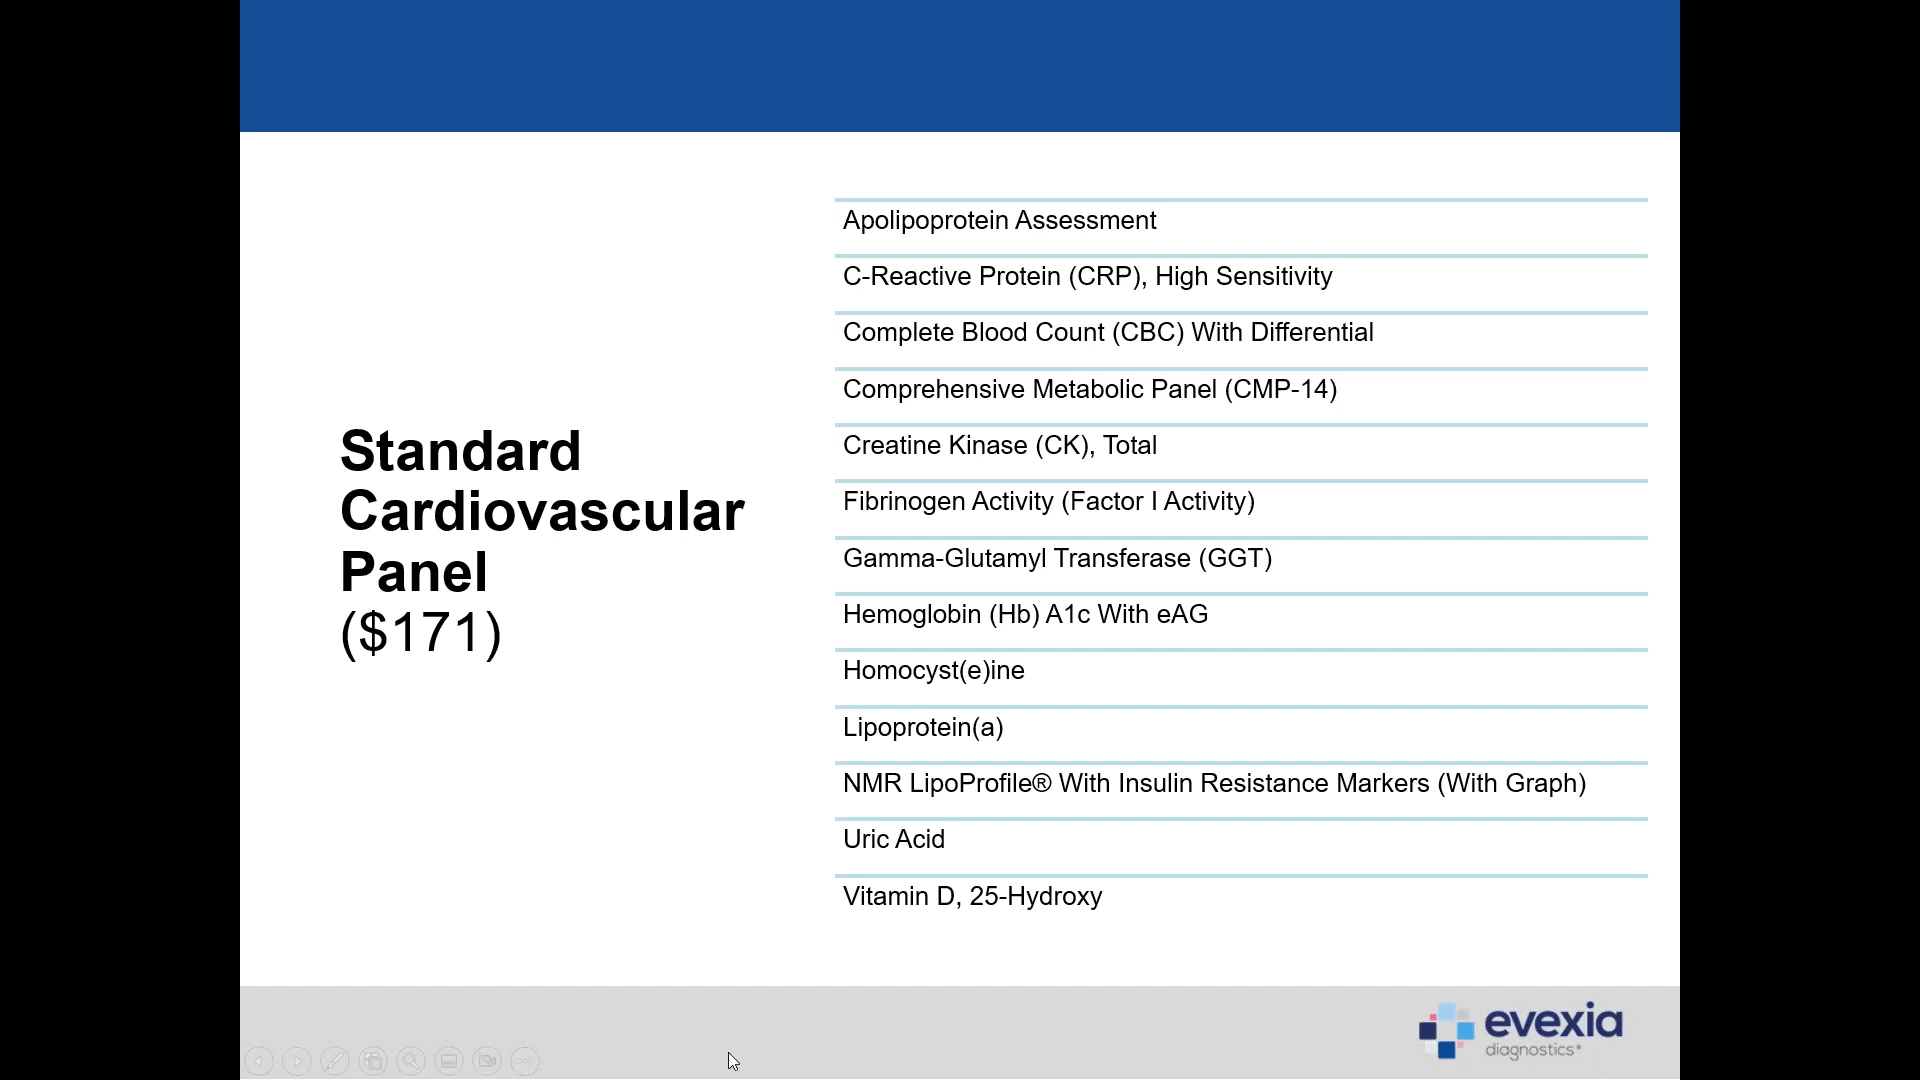 Standard
Cardiovascular
Panel
($171)
Apolipoprotein Assessment
C-Reactive Protein (CRP), High Sensitivity
Complete Blood Count (CBC) With Differential
Comprehensive Metabolic Panel (CMP-14)
Creatine Kinase (CK), Total
Fibrinogen Activity (Factor I Activity)
Gamma-Glutamyl Transferase (GGT)
Hemoglobin (Hb) A1c With eAG
Homocyst(e)ine
Lipoprotein(a)
NMR LipoProfile® With Insulin Resistance Markers (With Graph)
Uric Acid
Vitamin D, 25-Hydroxy
evexia
diagnostics®